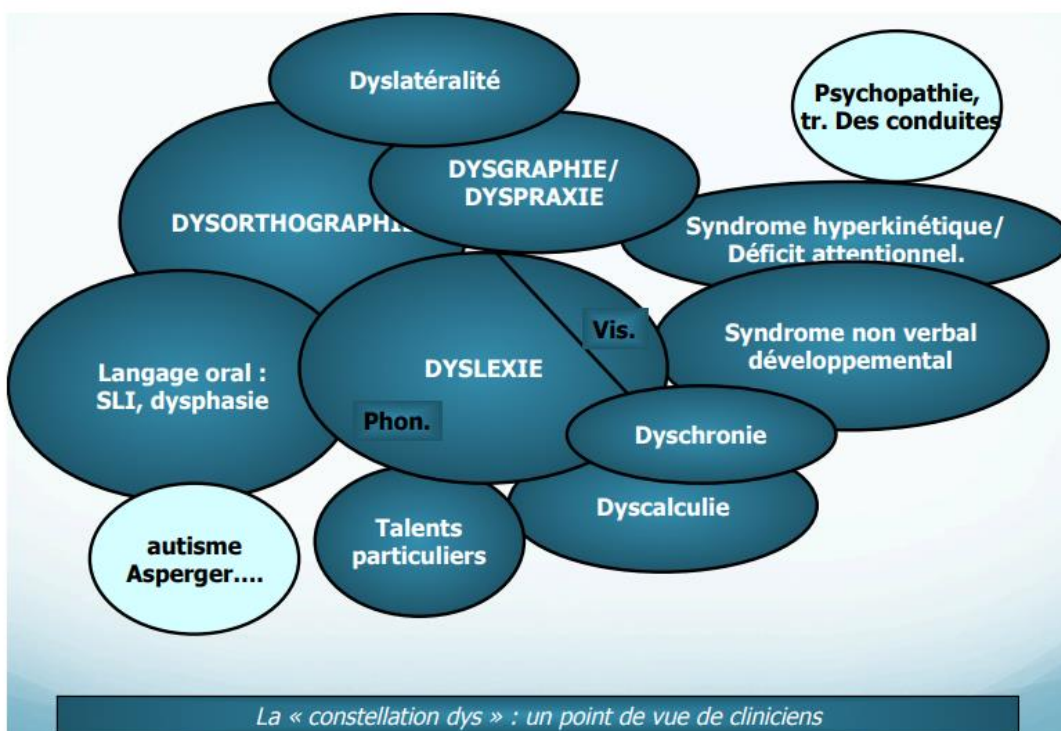 Dyslatéralité
Psychopathie,
tr. Des conduites
DYSGRAPHIE/
DYSPRAXIE
DYSORTHOGRAPHI
Syndrome hyperkinétique/
Déficit attentionnel.
Vis.
Syndrome non verbal
développemental
Langage oral :
SLI, dysphasie
DYSLEXIE
Phon.
Dyschronie
Dyscalculie
Talents
particuliers
autisme
Asperger....
La « constellation dys » : un point de vue de cliniciens